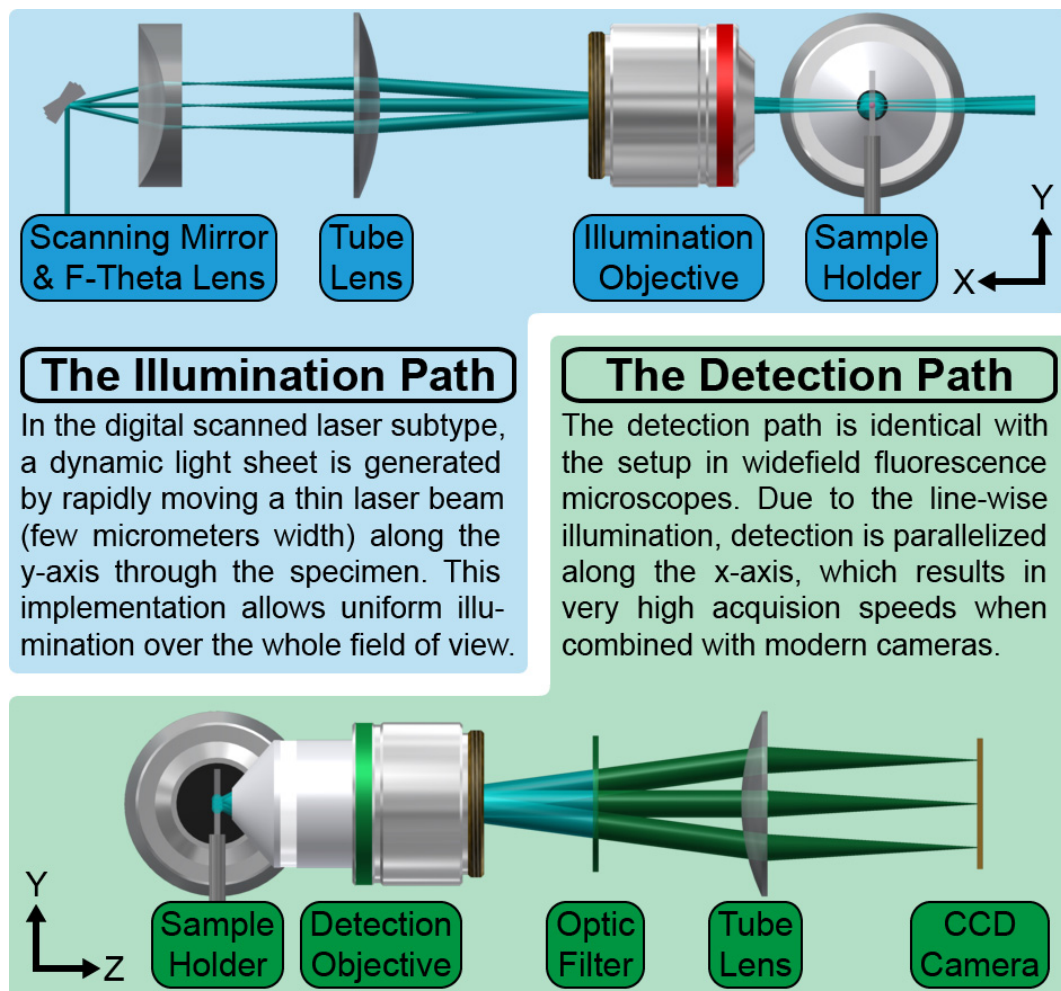 Scanning Mirror
& F-Theta Lens
Tube
Lens
Illumination
Objective
Sample
Holder
Y
X
The Illumination Path
In the digital scanned laser subtype,
a dynamic light sheet is generated
by rapidly moving a thin laser beam
(few micrometers width) along the
y-axis through the specimen. This
implementation allows uniform illu-
mination over the whole field of view.
The Detection Path
The detection path is identical with
the setup in widefield fluorescence
microscopes. Due to the line-wise
illumination, detection is parallelized
along the x-axis, which results in
very high acquision speeds when
combined with modern cameras.
Y
Z
Sample
Holder
Detection
Objective
Optic
Filter
Tube
Lens
CCD
Camera